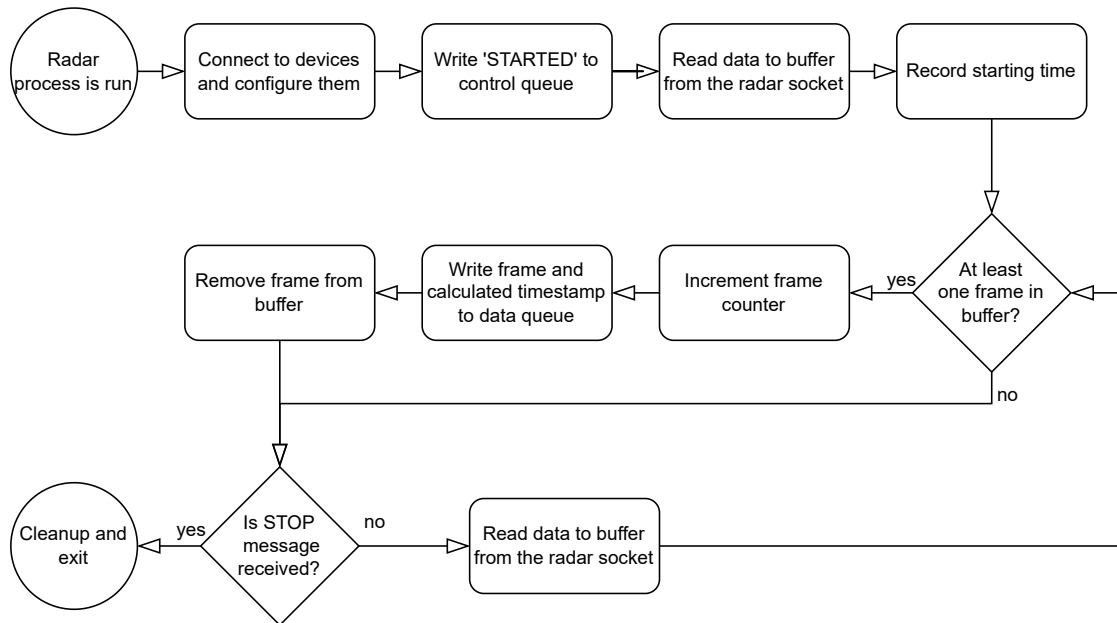 Radar
process is run
Connect to devices
and configure them
Write 'STARTED' to
control queue
Read data to buffer
from the radar socket
Record starting time
At least
one frame in
buffer?
yes
Increment frame
counter
Write frame and
calculated timestamp
to data queue
Remove frame from
buffer
no
Is STOP
message
received?
yes
Cleanup and
exit
no
Read data to buffer
from the radar socket